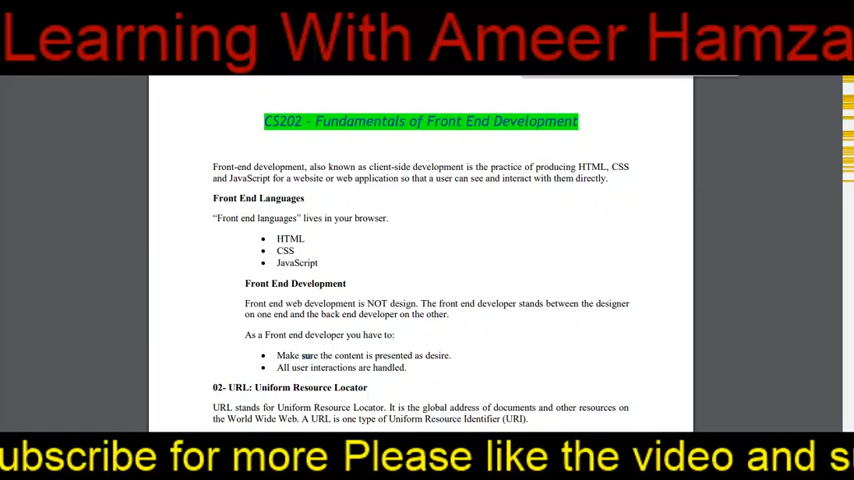 Learning With Ameer Hamza
CS202 - Fundamentals of Front End Development
Front-end development, also known as client-side development is the practice of producing HTML, CSS
and JavaScript for a website or web application so that a user can see and interact with them directly.
Front End Languages
“Front end languages” lives in your browser.
• HTML
• CSS
• JavaScript
Front End Development
Front end web development is NOT design. The front end developer stands between the designer
on one end and the back end developer on the other.
As a Front end developer you have to:
• Make sure the content is presented as desire.
• All user interactions are handled.
02- URL: Uniform Resource Locator
URL stands for Uniform Resource Locator. It is the global address of documents and other resources on
the World Wide Web. A URL is one type of Uniform Resource Identifier (URI).
ubscribe for more Please like the video and s